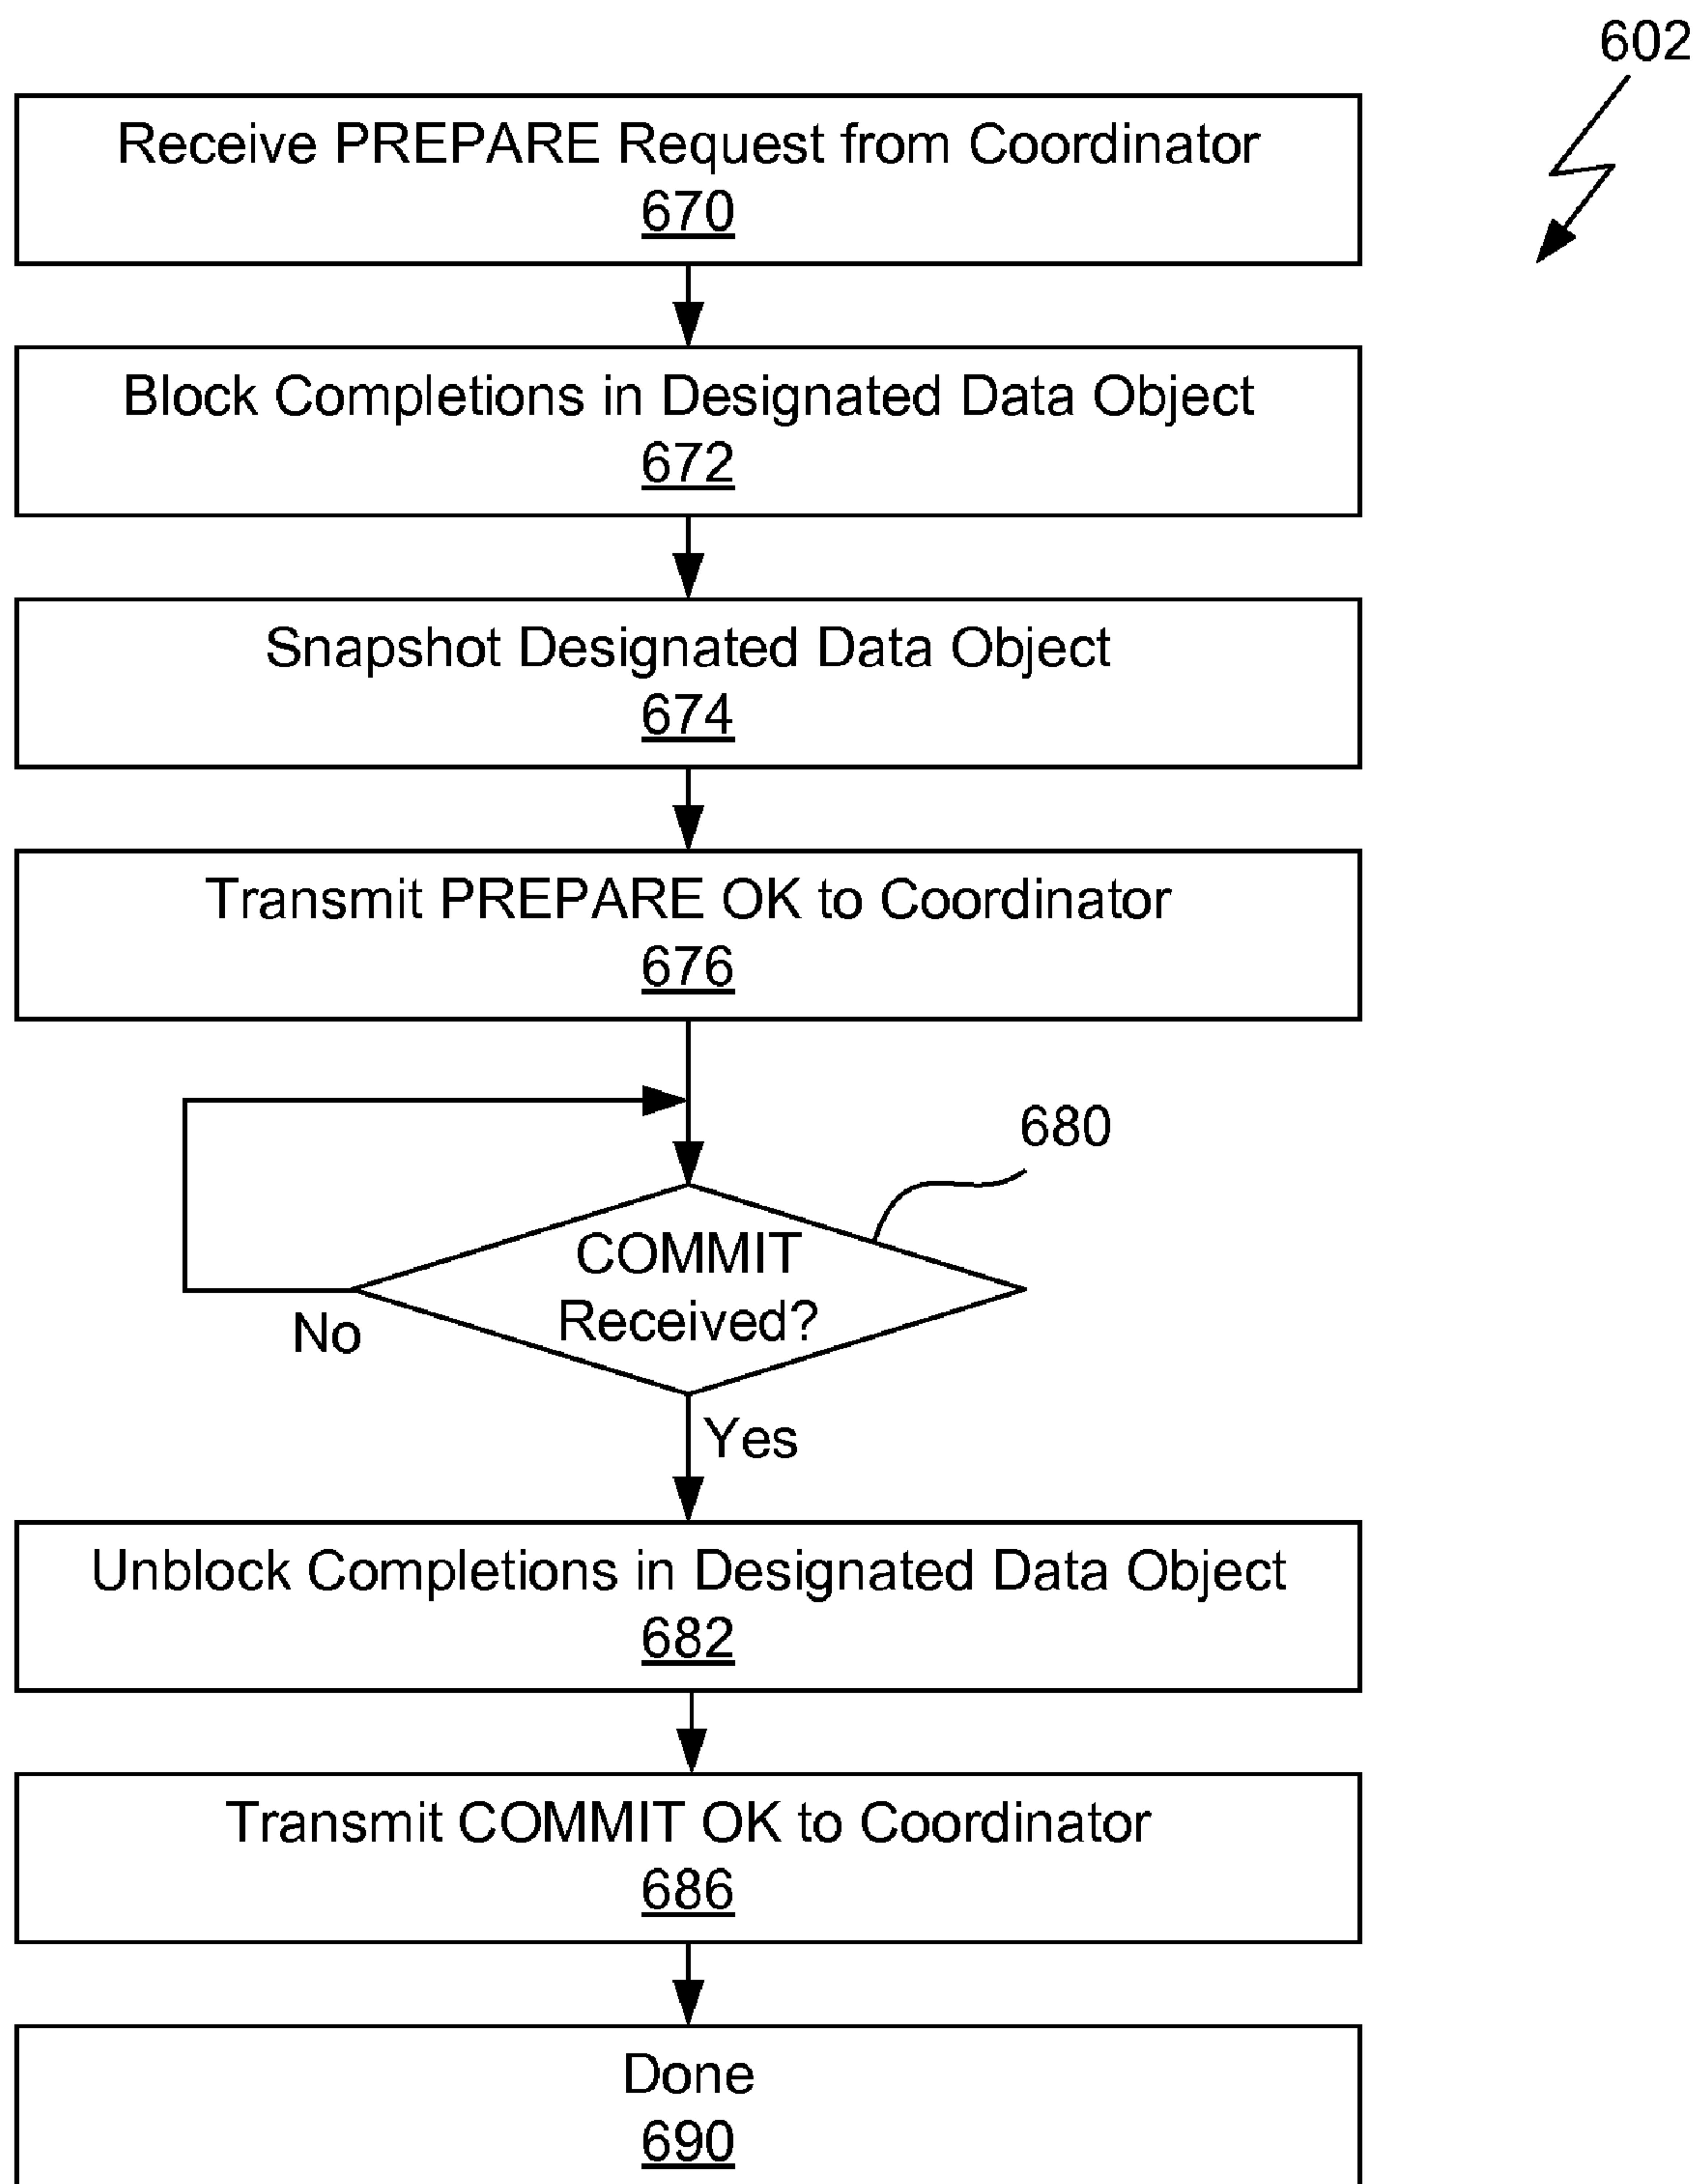 602
Receive PREPARE Request from Coordinator
670
Block Completions in Designated Data Object
672
Snapshot Designated Data Object
674
Transmit PREPARE OK to Coordinator
676
680
COMMIT
Received?
No
Yes
Unblock Completions in Designated Data Object
682
Transmit COMMIT OK to Coordinator
686
Done
690